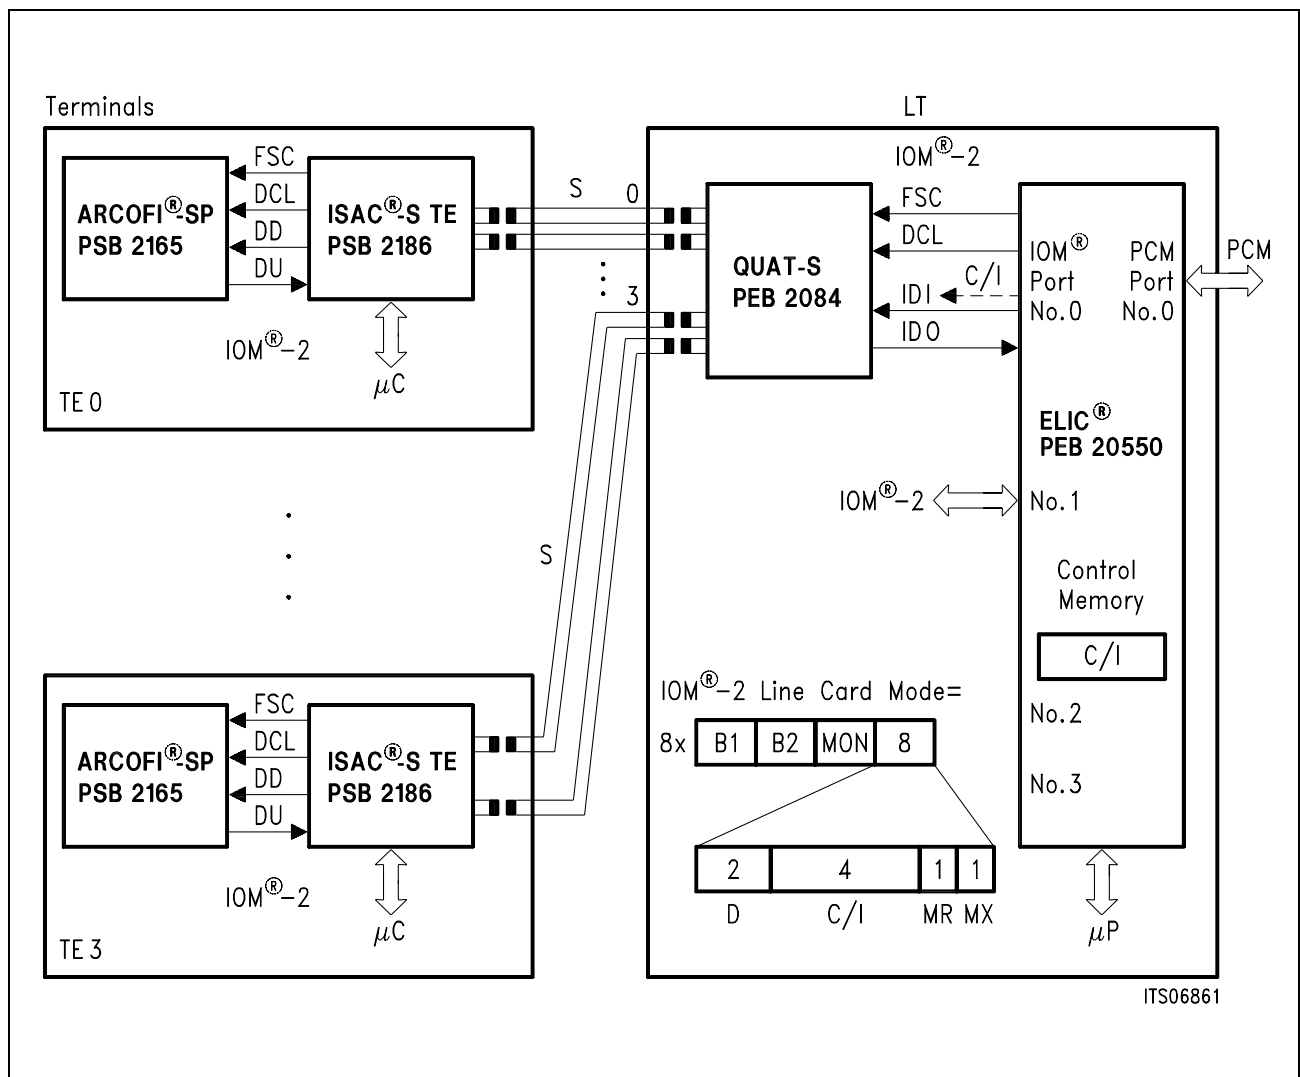 Terminals
FSC
DCL
DD
DU
ARCOFI®-SP
PSB 2165
ISAC®-S TE
PSB 2186
IOM®-2
µC
TE 0
S
0
3
S
FSC
DCL
DD
DU
ARCOFI®-SP
PSB 2165
ISAC®-S TE
PSB 2186
IOM®-2
µC
TE 3
LT
IOM®-2
QUAT-S
PEB 2084
FSC
DCL
C/I
IDI
IDO
IOM®
Port
No.0
PCM
Port
No.0
PCM
ELIC®
PEB 20550
IOM®-2
No.1
Control
Memory
C/I
No.2
No.3
IOM®-2 Line Card Mode=
8x B1 B2 MON 8
2 4 1 1
D C/I MR MX
µP
ITS06861